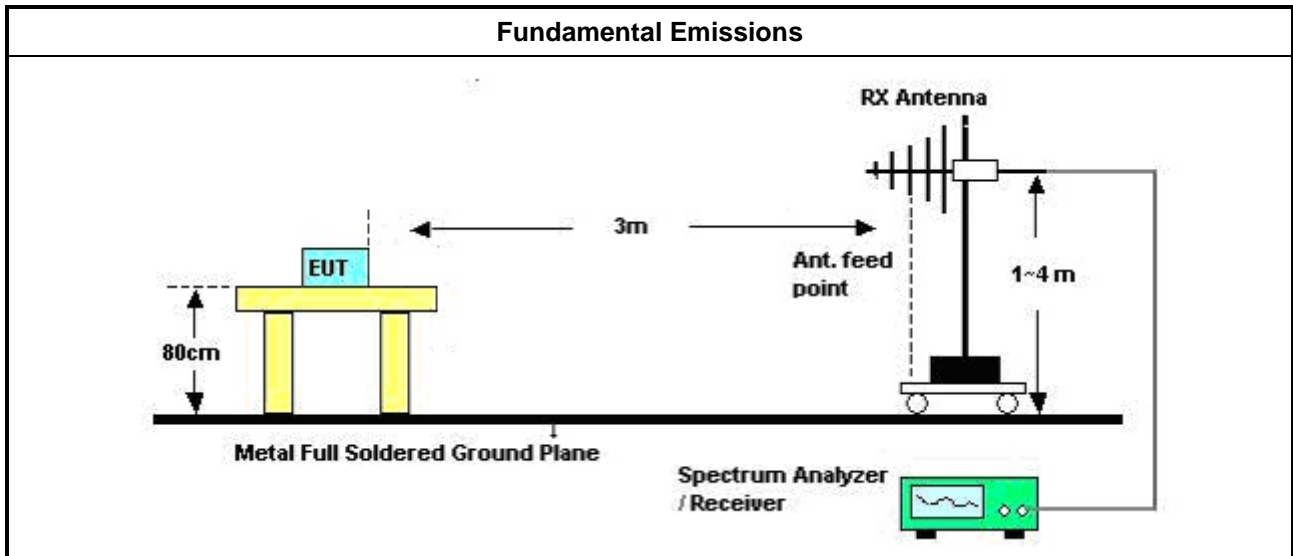 Fundamental Emissions
RX Antenna
3m
EUT
Ant. feed
point
1~4 m
80cm
Metal Full Soldered Ground Plane
Spectrum Analyzer
/ Receiver